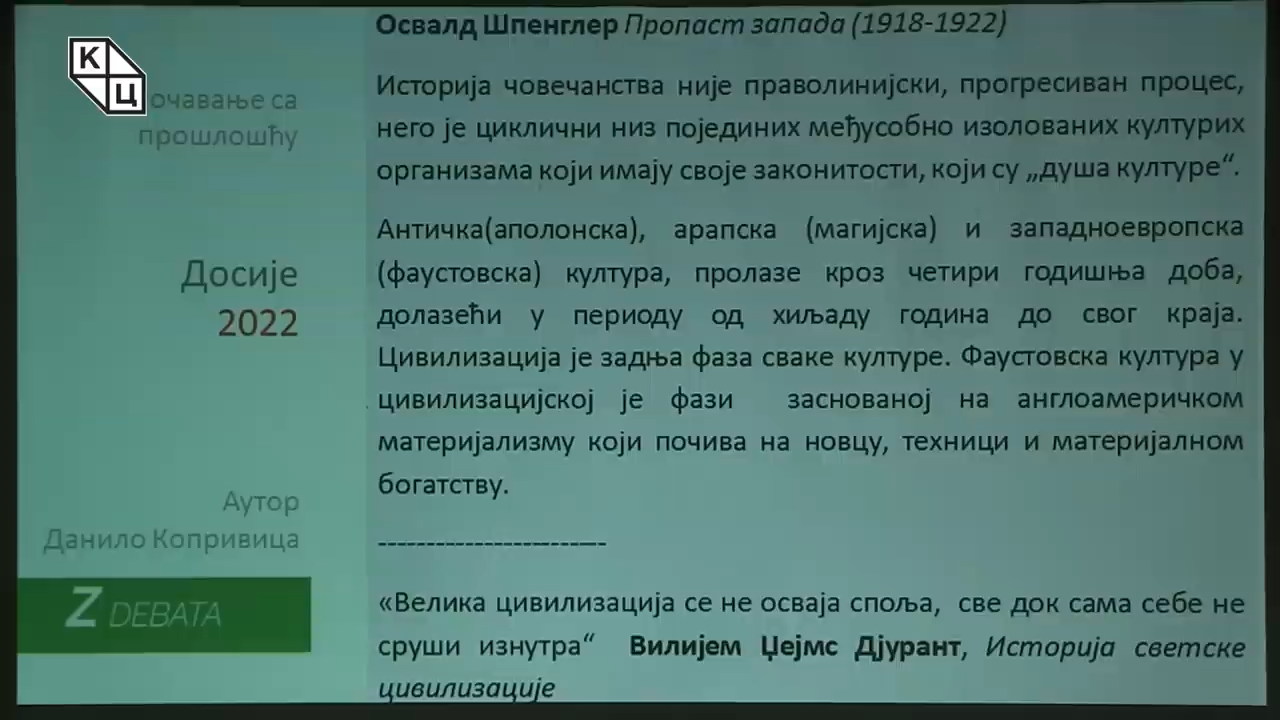 К
Ц
очавање са
прошлошћу
Досије
2022
Аутор
Данило Копривица
Z DEBATA
Освалд Шпенглер Пропаст запада (1918-1922)
Историја човечанства није праволинијски, прогресиван процес,
него је циклични низ појединих међусобно изолованих културих
организама који имају своје законитости, који су „душа културе“.
Античка(аполонска), арапска (магијска) и западноевропска
(фаустовска) култура, пролазе кроз четири годишња доба,
долазећи у периоду од хиљаду година до свог краја.
Цивилизација је задња фаза сваке културе. Фаустовска култура у
цивилизацијској је фази заснованој на англоамеричком
материјализму који почива на новцу, техници и материјалном
богатству.
------------------------
«Велика цивилизација се не осваја споља, све док сама себе не
сруши изнутра“ Вилијем Џејмс Дјурант, Историја светске
цивилизације